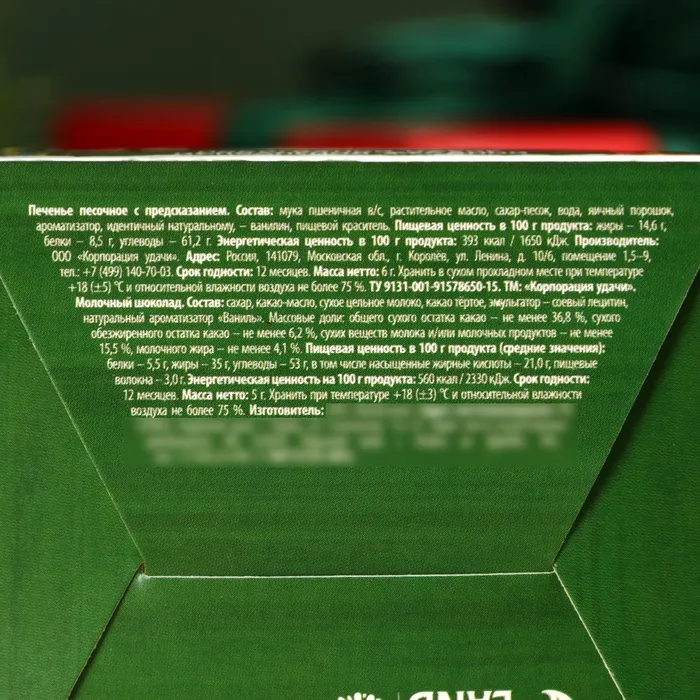 Печенье песочное с предсказанием. Состав: мука пшеничная в/с, растительное масло, сахар-песок, вода, яичный порошок,
ароматизатор, идентичный натуральному, – ванилин, пищевой краситель. Пищевая ценность в 100 г продукта: жиры – 14,6 г,
белки – 8,5 г, углеводы – 61,2 г. Энергетическая ценность в 100 г продукта: 393 ккал / 1650 кДж. Производитель:
ООО «Корпорация удачи». Адрес: Россия, 141079, Московская обл., г. Королёв, ул. Ленина, д. 10/6, помещение 1,5–9,
тел.: +7 (499) 140-70-03. Срок годности: 12 месяцев. Масса нетто: 6 г. Хранить в сухом прохладном месте при температуре
+18 (±5) °С и относительной влажности воздуха не более 75 %. ТУ 9131-001-91578650-15. ТМ: «Корпорация удачи».
Молочный шоколад. Состав: сахар, какао-масло, сухое цельное молоко, какао тёртое, эмульгатор – соевый лецитин,
натуральный ароматизатор «Ваниль». Массовые доли: общего сухого остатка какао – не менее 36,8 %, сухого
обезжиренного остатка какао – не менее 6,2 %, сухих веществ молока и/или молочных продуктов – не менее
15,5 %, молочного жира – не менее 4,1 %. Пищевая ценность в 100 г продукта (средние значения):
белки – 5,5 г, жиры – 35 г, углеводы – 53 г, в том числе насыщенные жирные кислоты – 21,0 г, пищевые
волокна – 3,0 г. Энергетическая ценность на 100 г продукта: 560 ккал / 2330 кДж. Срок годности:
12 месяцев. Масса нетто: 5 г. Хранить при температуре +18 (±3) °С и относительной влажности
воздуха не более 75 %. Изготовитель:
LAND